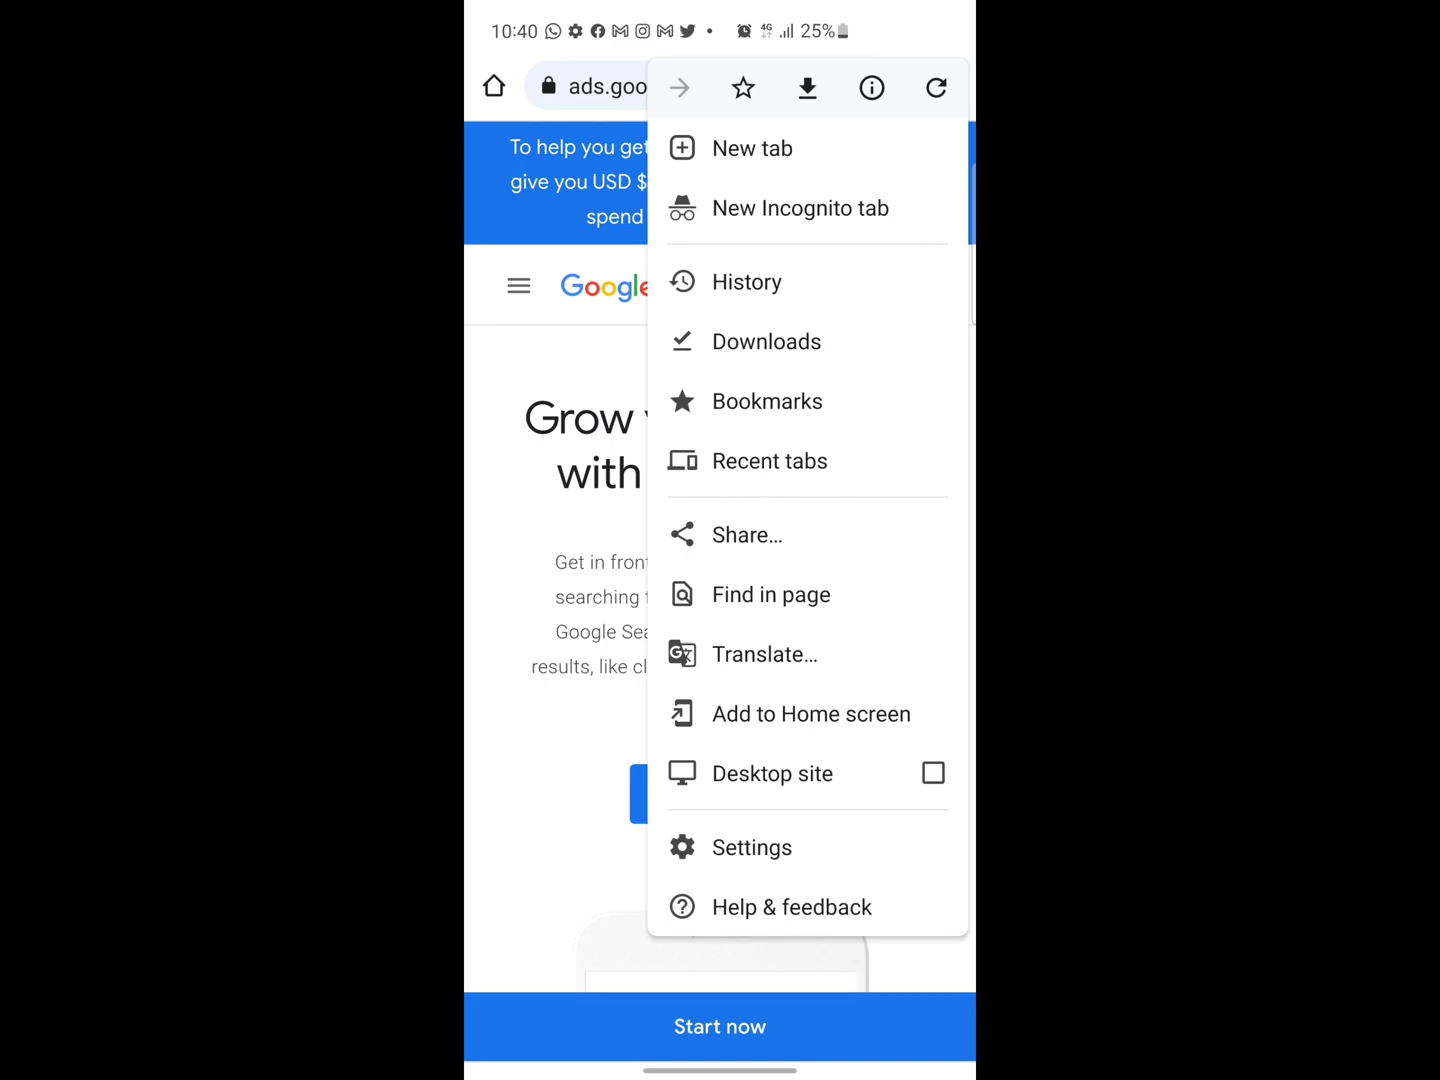 10:40
4G
25%
ads.goo
To help you get
give you USD $
spend
New tab
New Incognito tab
Google
History
Downloads
Grow
Bookmarks
with
Recent tabs
Share...
Get in front
Find in page
searching
Google Sea
Translate...
results, like cl
Add to Home screen
Desktop site
Settings
Help & feedback
Start now